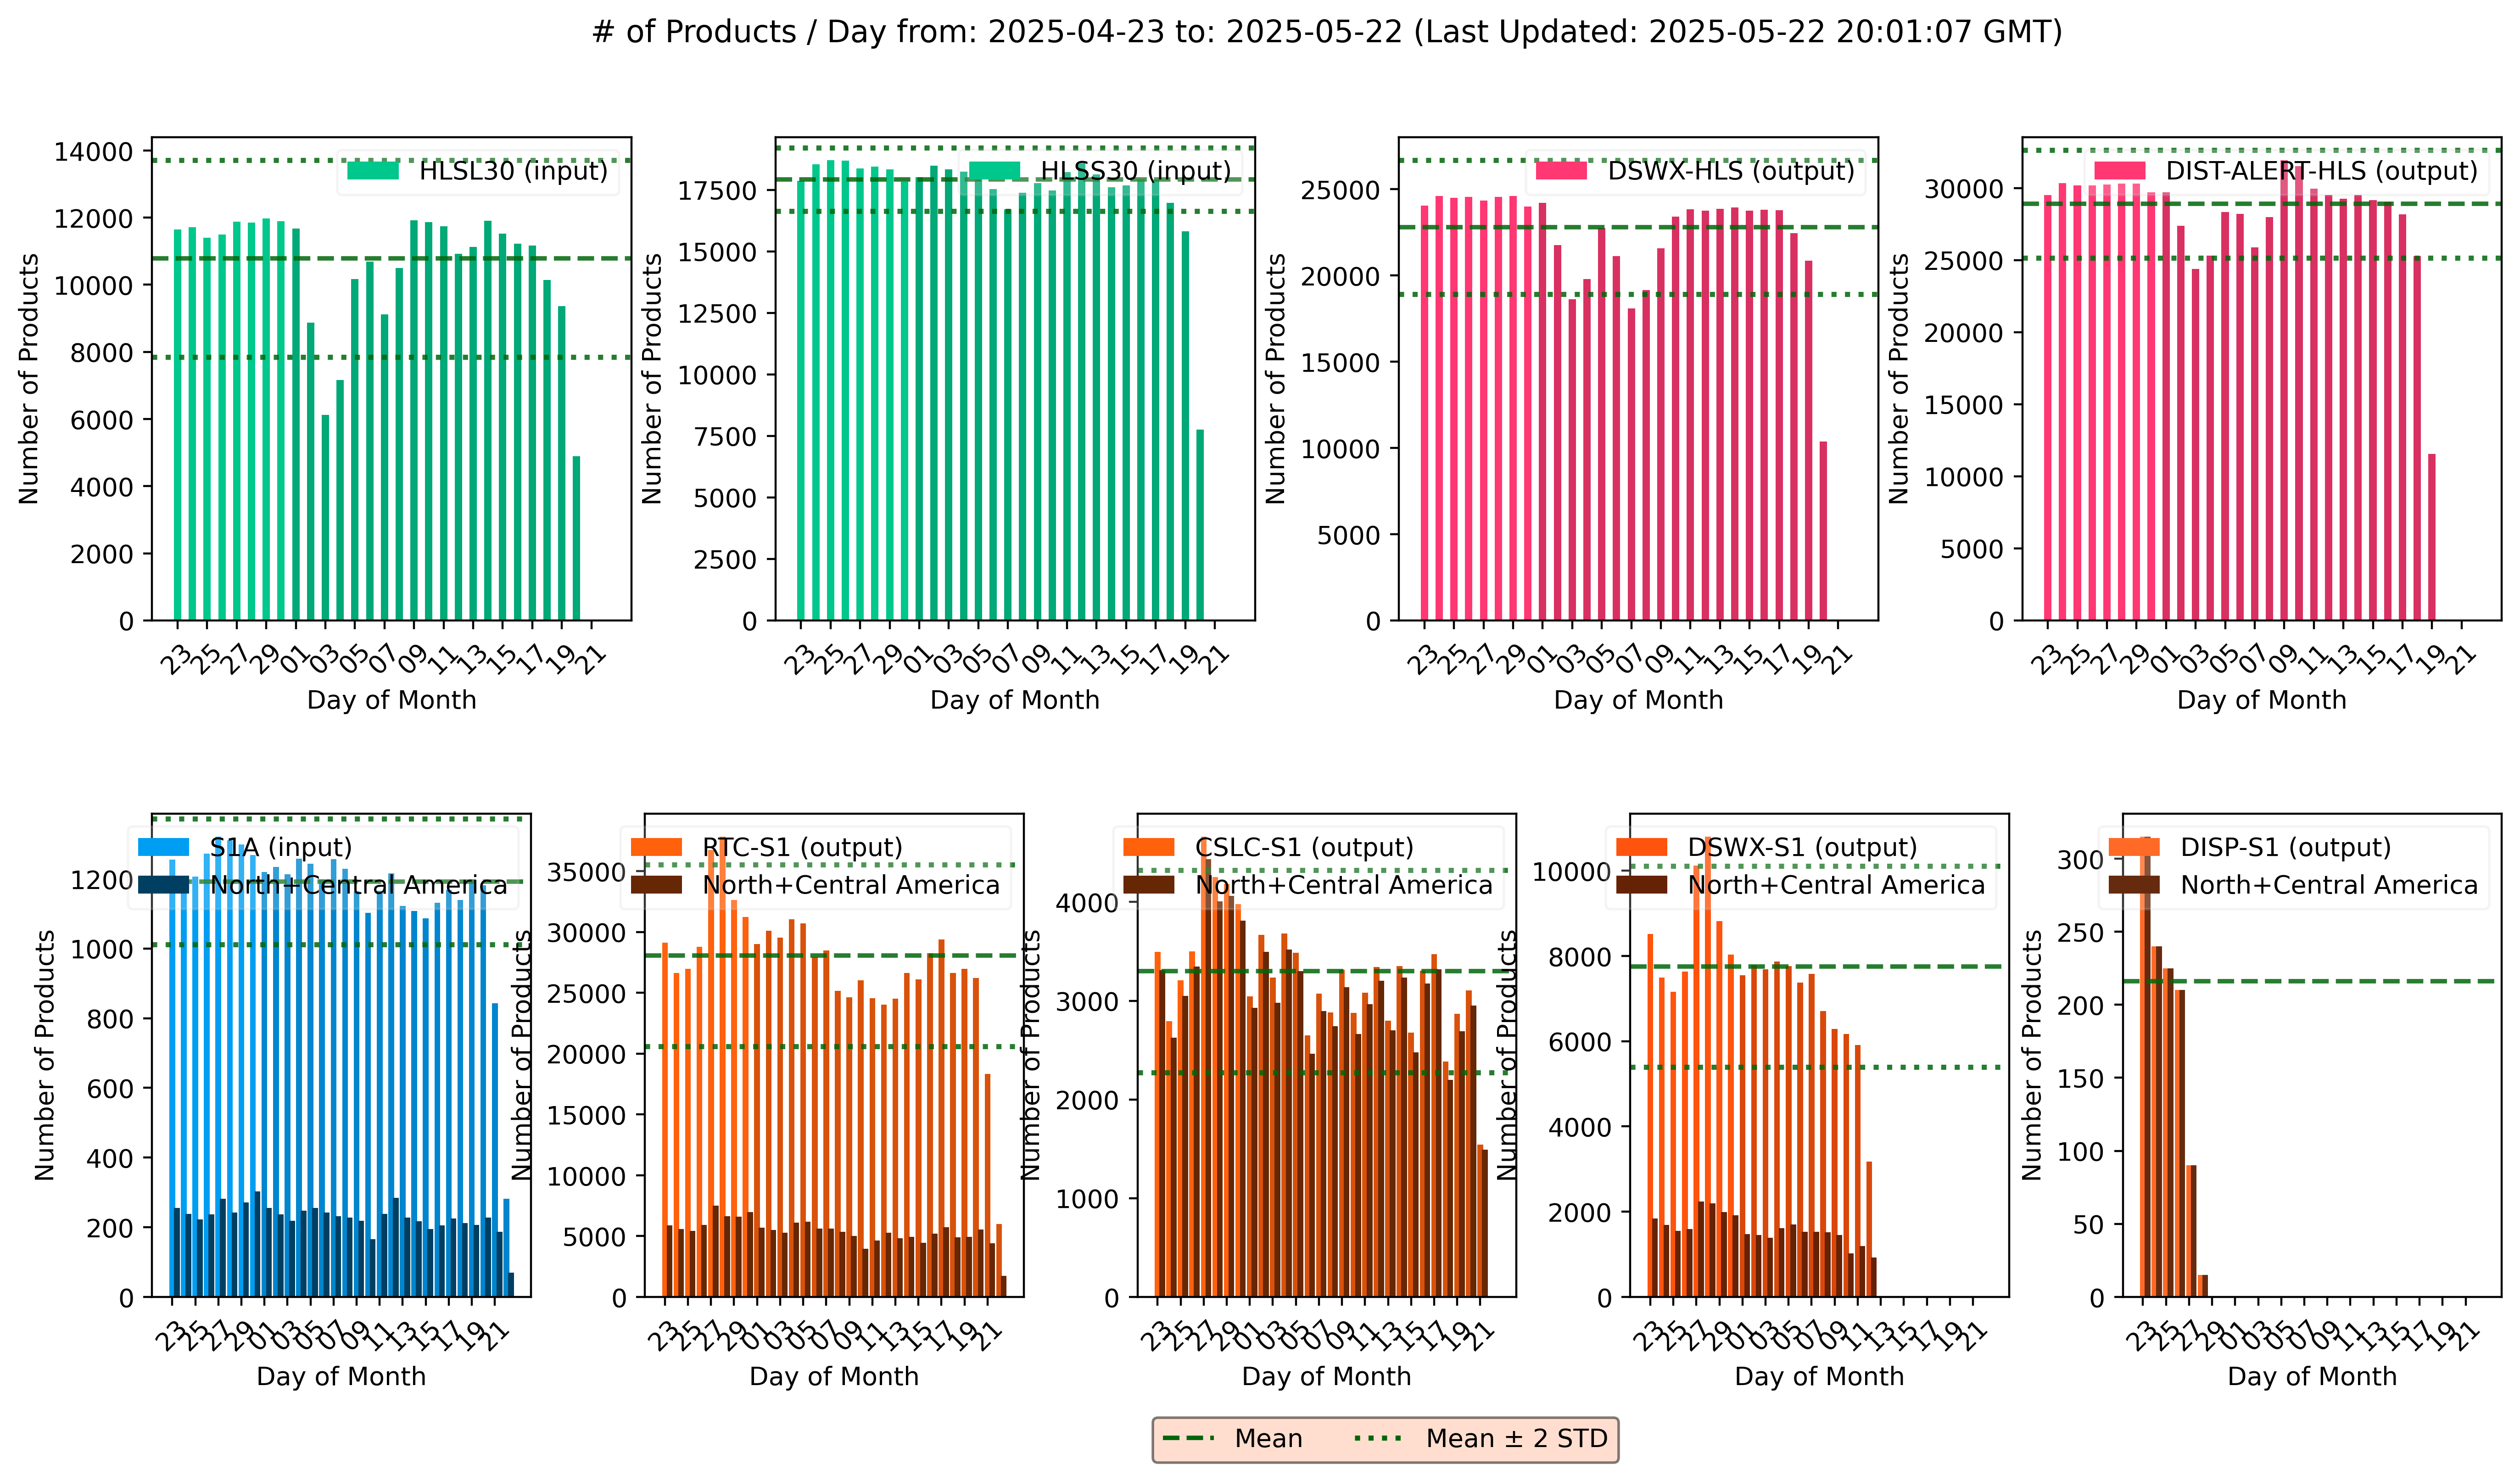 # of Products / Day from: 2025-04-23 to: 2025-05-22 (Last Updated: 2025-05-22 20:01:07 GMT)
Number of Products
14000
12000
10000
8000
6000
4000
2000
0
HLSL30 (input)
23 25 27 29 01 03 05 07 09 11 13 15 17 19 21
Day of Month
Number of Products
17500
15000
12500
10000
7500
5000
2500
0
HLSS30 (input)
23 25 27 29 01 03 05 07 09 11 13 15 17 19 21
Day of Month
Number of Products
25000
20000
15000
10000
5000
0
DSWX-HLS (output)
23 25 27 29 01 03 05 07 09 11 13 15 17 19 21
Day of Month
Number of Products
30000
25000
20000
15000
10000
5000
0
DIST-ALERT-HLS (output)
23 25 27 29 01 03 05 07 09 11 13 15 17 19 21
Day of Month
Number of Products
1200
1000
800
600
400
200
0
S1A (input)
North+Central America
23 25 27 29 01 03 05 07 09 11 13 15 17 19 21
Day of Month
Number of Products
35000
30000
25000
20000
15000
10000
5000
0
RTC-S1 (output)
North+Central America
23 25 27 29 01 03 05 07 09 11 13 15 17 19 21
Day of Month
Number of Products
4000
3000
2000
1000
0
CSLC-S1 (output)
North+Central America
23 25 27 29 01 03 05 07 09 11 13 15 17 19 21
Day of Month
Number of Products
10000
8000
6000
4000
2000
0
DSWX-S1 (output)
North+Central America
23 25 27 29 01 03 05 07 09 11 13 15 17 19 21
Day of Month
Number of Products
300
250
200
150
100
50
0
DISP-S1 (output)
North+Central America
23 25 27 29 01 03 05 07 09 11 13 15 17 19 21
Day of Month
Mean
Mean ± 2 STD